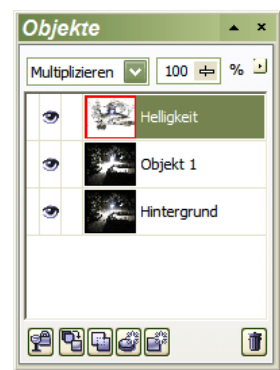 Objekte
Multiplizieren 100 %
Helligkeit
Objekt 1
Hintergrund